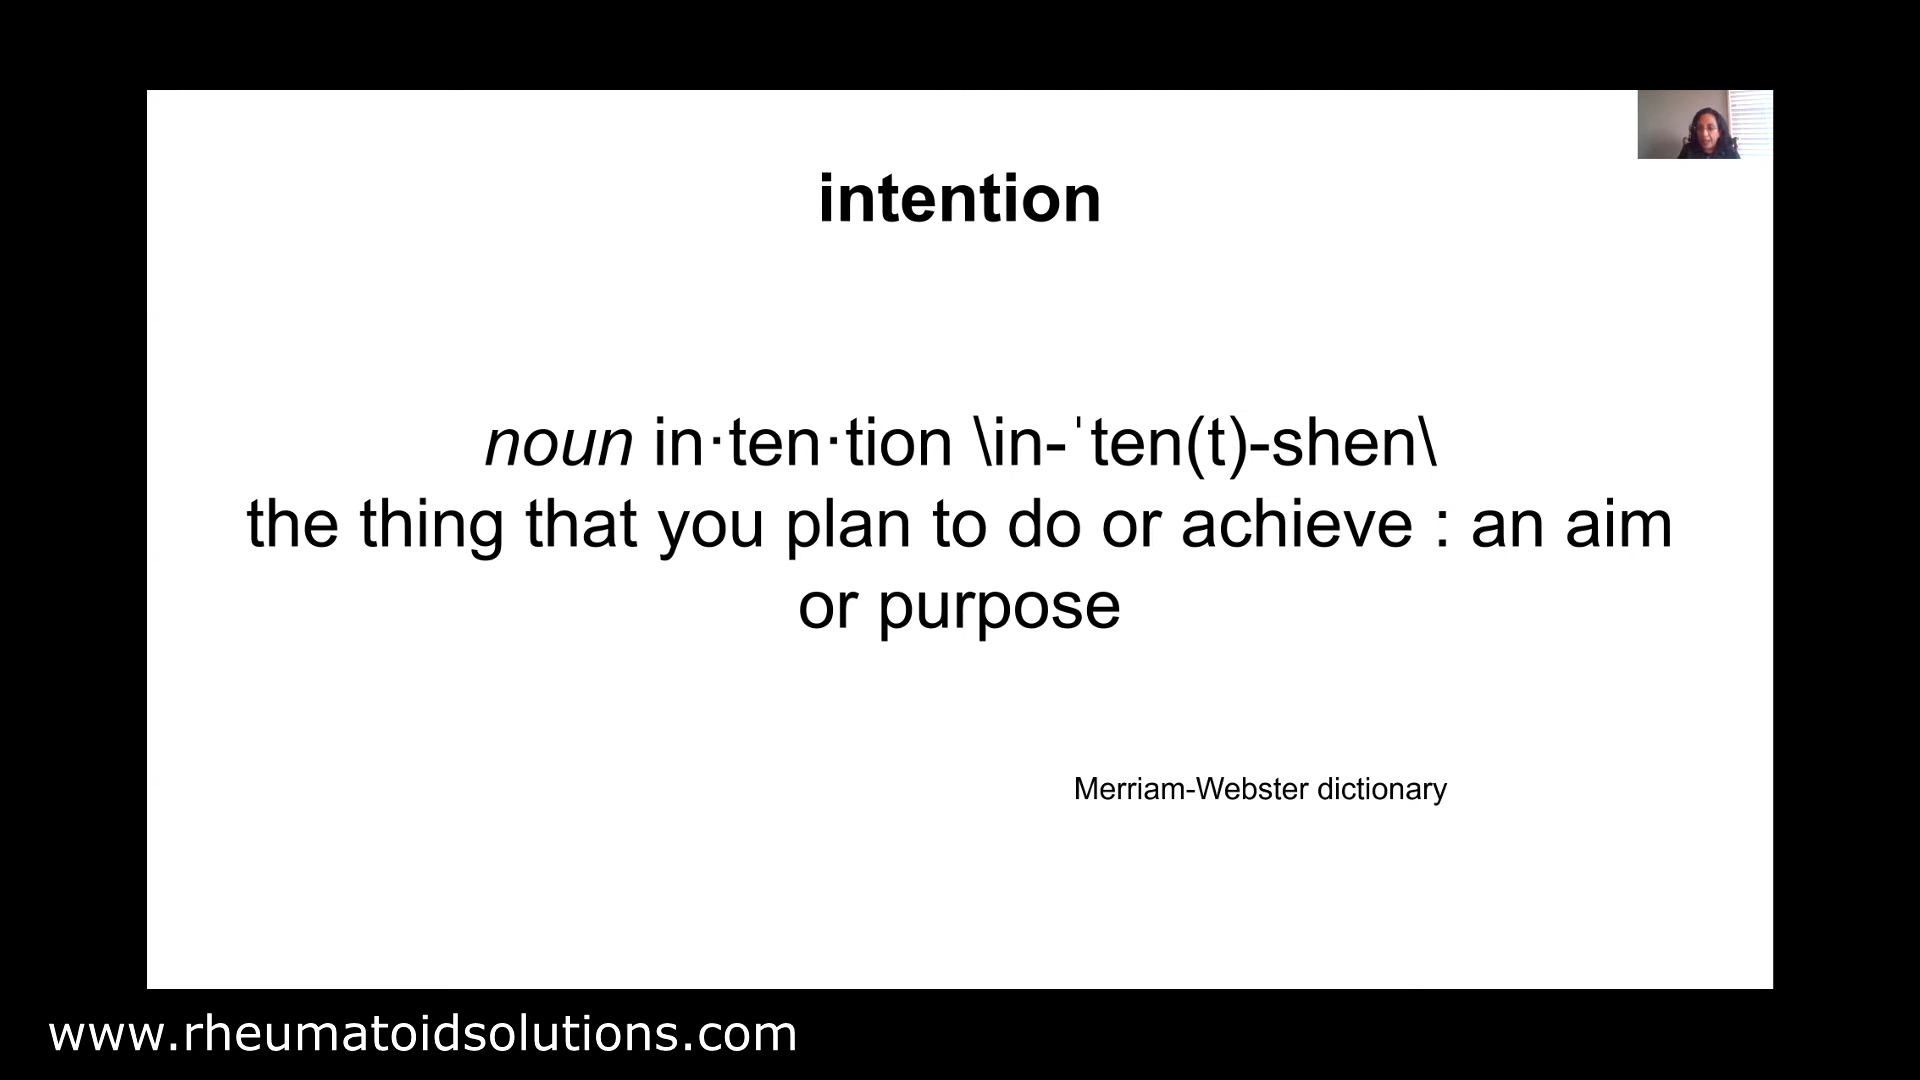 intention
noun in·ten·tion \in-ˈten(t)-shen\
the thing that you plan to do or achieve : an aim
or purpose
Merriam-Webster dictionary
www.rheumatoidsolutions.com